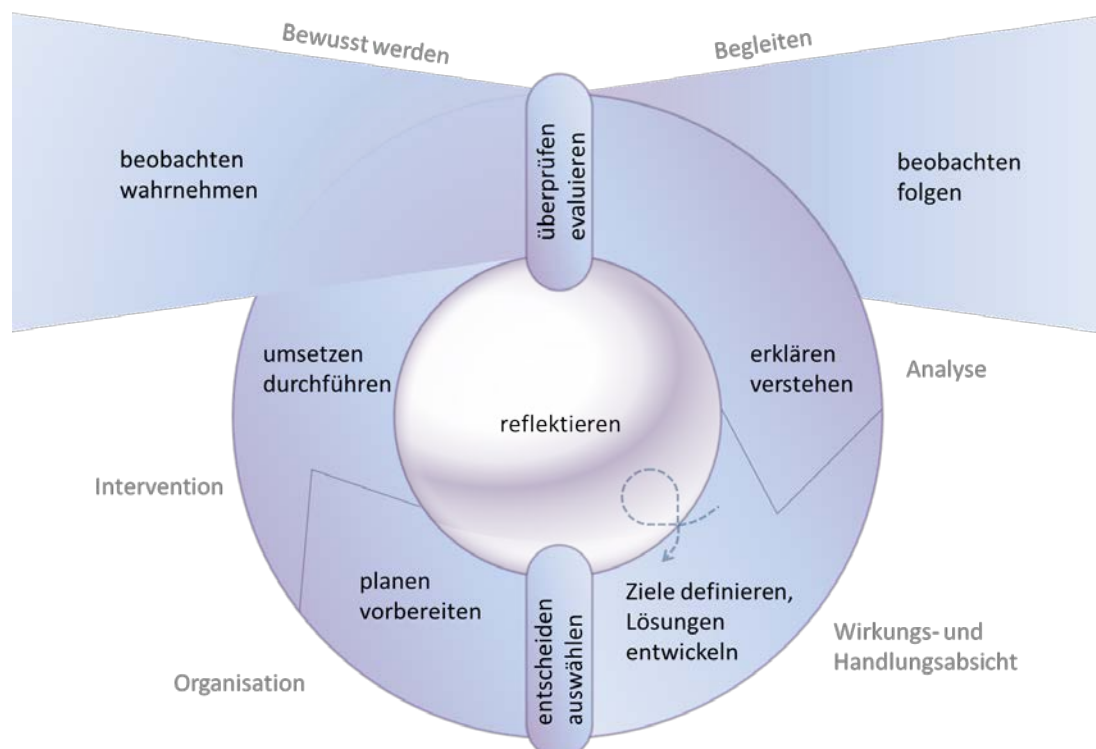 Bewusst werden
Begleiten
beobachten
wahrnehmen
überprüfen
evaluieren
beobachten
folgen
umsetzen
durchführen
erklären
verstehen
Analyse
reflektieren
Intervention
planen
vorbereiten
entscheiden
auswählen
Ziele definieren,
Lösungen
entwickeln
Wirkungs- und
Handlungsabsicht
Organisation